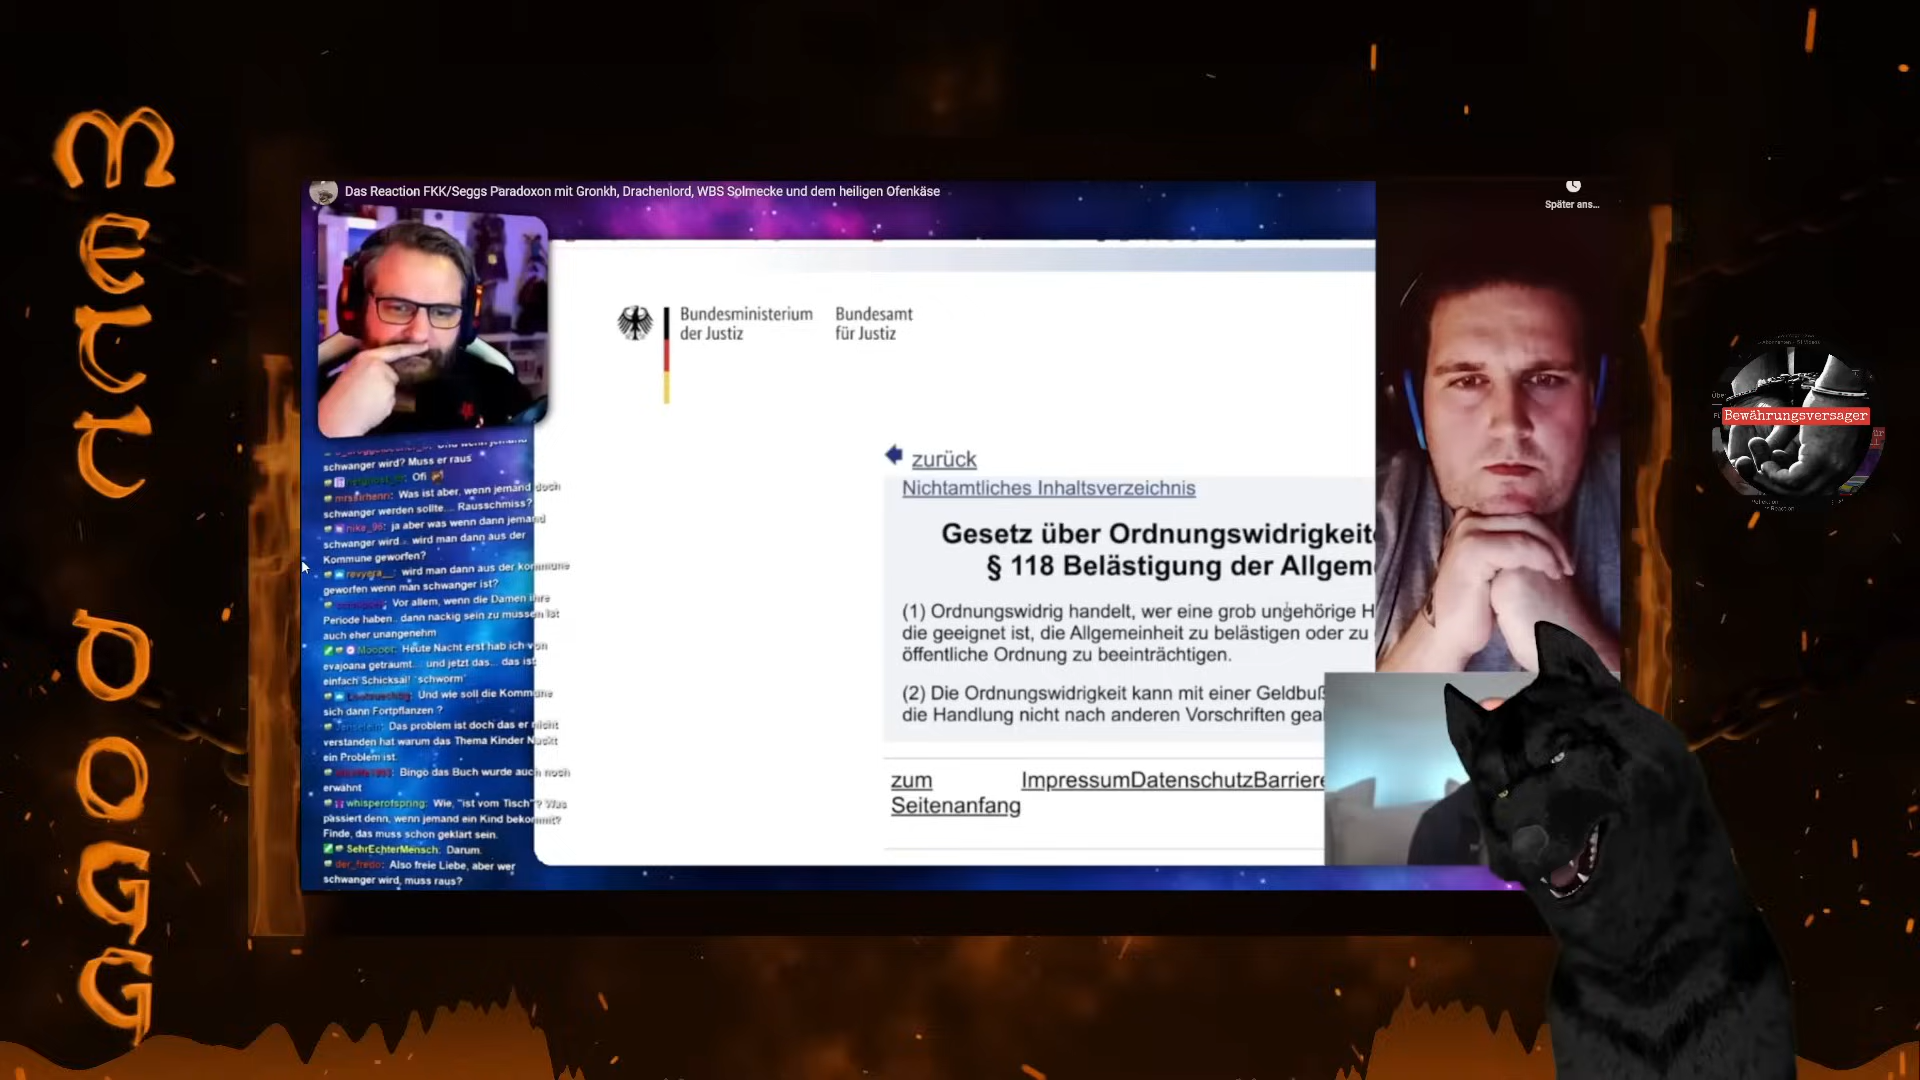 METT DOGG
Das Reaction FKK/Seggs Paradoxon mit Gronkh, Drachenlord, WBS Solmecke und dem heiligen Ofenkäse
Später ans...
Bundesministerium
der Justiz
Bundesamt
für Justiz
zurück
Nichtamtliches Inhaltsverzeichnis
Gesetz über Ordnungswidrigkeite
§ 118 Belästigung der Allgem
(1) Ordnungswidrig handelt, wer eine grob ungehörige H
die geeignet ist, die Allgemeinheit zu belästigen oder zu
öffentliche Ordnung zu beeinträchtigen.
(2) Die Ordnungswidrigkeit kann mit einer Geldbuß
die Handlung nicht nach anderen Vorschriften gea
zum
Seitenanfang
ImpressumDatenschutzBarriere
schwanger wird? Muss er raus
Ofi
mrsairhenri: Was ist aber, wenn jemand doch
schwanger werden sollte.... Rausschmiss?
nika_96: ja aber was wenn dann jemand
schwanger wird... wird man dann aus der
Kommune geworfen?
revyera__: wird man dann aus der kommune
geworfen wenn man schwanger ist?
Vor allem, wenn die Damen ihre
Periode haben.. dann nackig sein zu müssen ist
auch eher unangenehm
Heute Nacht erst hab ich von
evajoana geträumt.... und jetzt das... das ist
einfach Schicksal! *schworm*
Und wie soll die Kommune
sich dann Fortpflanzen ?
Das problem ist doch das er nicht
verstanden hat warum das Thema Kinder Nackt
ein Problem ist.
Bingo das Buch wurde auch noch
erwähnt
whisperofspring: Wie, "ist vom Tisch"? Was
passiert denn, wenn jemand ein Kind bekommt?
Finde, das muss schon geklärt sein.
SehrEchterMensch: Darum.
der_fredo: Also freie Liebe, aber wer
schwanger wird, muss raus?
Bewährungsversager